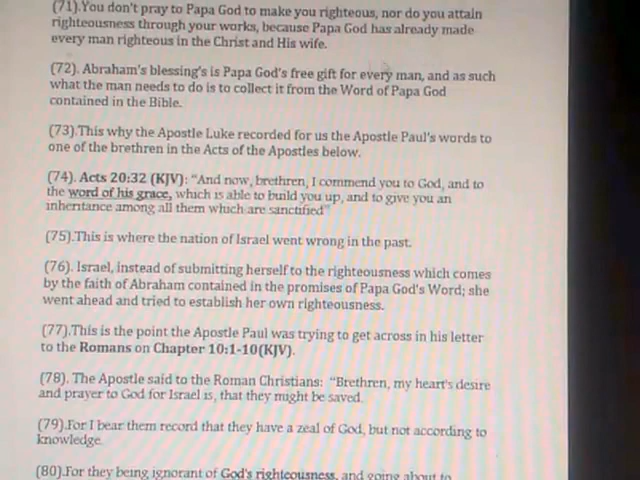 (71).You don't pray to Papa God to make you righteous, nor do you attain
righteousness through your works, because Papa God has already made
every man righteous in the Christ and His wife.
(72). Abraham's blessing's is Papa God's free gift for every man, and as such
what the man needs to do is to collect it from the Word of Papa God
contained in the Bible.
(73).This why the Apostle Luke recorded for us the Apostle Paul's words to
one of the brethren in the Acts of the Apostles below.
(74). Acts 20:32 (KJV): "And now, brethren, I commend you to God, and to
the word of his grace, which is able to build you up, and to give you an
inheritance among all them which are sanctified"
(75).This is where the nation of Israel went wrong in the past.
(76). Israel, instead of submitting herself to the righteousness which comes
by the faith of Abraham contained in the promises of Papa God's Word; she
went ahead and tried to establish her own righteousness.
(77).This is the point the Apostle Paul was trying to get across in his letter
to the Romans on Chapter 10:1-10(KJV).
(78). The Apostle said to the Roman Christians: "Brethren, my heart's desire
and prayer to God for Israel is, that they might be saved.
(79).For I bear them record that they have a zeal of God, but not according to
knowledge.
(80).For they being ignorant of God's righteousness, and going about to